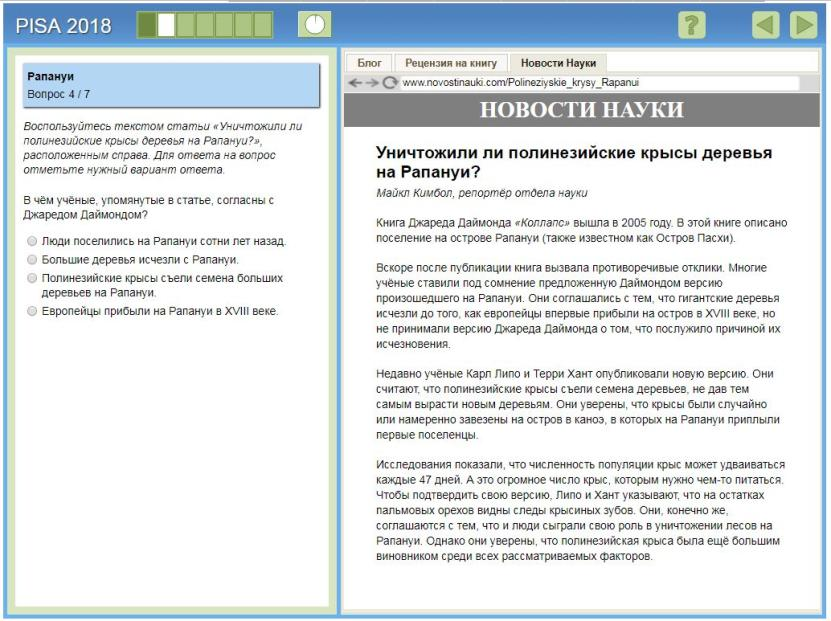 PISA 2018
?
Рапануи
Вопрос 4 / 7
Воспользуйтесь текстом статьи «Уничтожили ли
полинезийские крысы деревья на Рапануи?»,
расположенным справа. Для ответа на вопрос
отметьте нужный вариант ответа.
В чём учёные, упомянутые в статье, согласны с
Джаредом Даймондом?
Люди поселились на Рапануи сотни лет назад.
Большие деревья исчезли с Рапануи.
Полинезийские крысы съели семена больших
деревьев на Рапануи.
Европейцы прибыли на Рапануи в XVIII веке.
Блог
Рецензия на книгу
Новости Науки
www.novostinauki.com/Polineziyskie_krysy_Rapanui
НОВОСТИ НАУКИ
Уничтожили ли полинезийские крысы деревья
на Рапануи?
Майкл Кимбол, репортёр отдела науки
Книга Джареда Даймонда «Коллапс» вышла в 2005 году. В этой книге описано
поселение на острове Рапануи (также известном как Остров Пасхи).
Вскоре после публикации книга вызвала противоречивые отклики. Многие
учёные ставили под сомнение предложенную Даймондом версию
произошедшего на Рапануи. Они соглашались с тем, что гигантские деревья
исчезли до того, как европейцы впервые прибыли на остров в XVIII веке, но
не принимали версию Джареда Даймонда о том, что послужило причиной их
исчезновения.
Недавно учёные Карл Липо и Терри Хант опубликовали новую версию. Они
считают, что полинезийские крысы съели семена деревьев, не дав тем
самым вырасти новым деревьям. Они уверены, что крысы были случайно
или намеренно завезены на остров в каноэ, в которых на Рапануи приплыли
первые поселенцы.
Исследования показали, что численность популяции крыс может удваиваться
каждые 47 дней. А это огромное число крыс, которым нужно чем-то питаться.
Чтобы подтвердить свою версию, Липо и Хант указывают, что на остатках
пальмовых орехов видны следы крысиных зубов. Они, конечно же,
соглашаются с тем, что и люди сыграли свою роль в уничтожении лесов на
Рапануи. Однако они уверены, что полинезийская крыса была ещё большим
виновником среди всех рассматриваемых факторов.